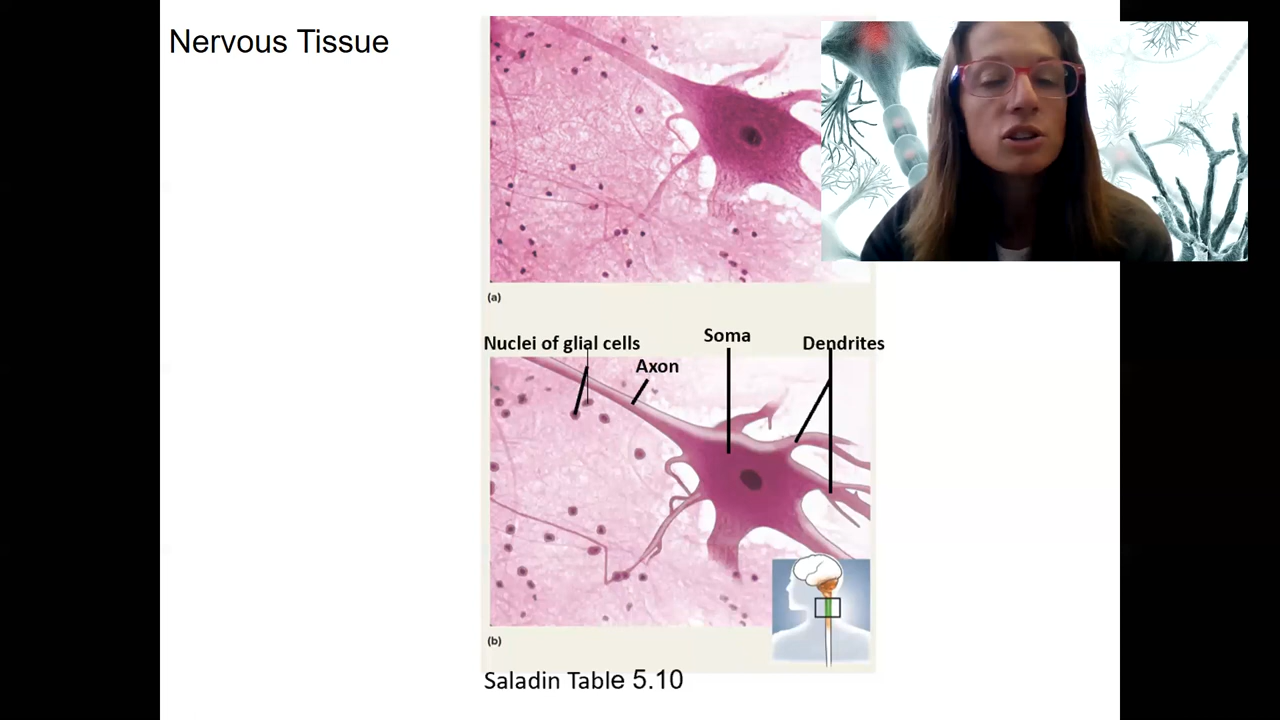 Nervous Tissue
(a)
Nuclei of glial cells
Soma
Dendrites
Axon
(b)
Saladin Table 5.10